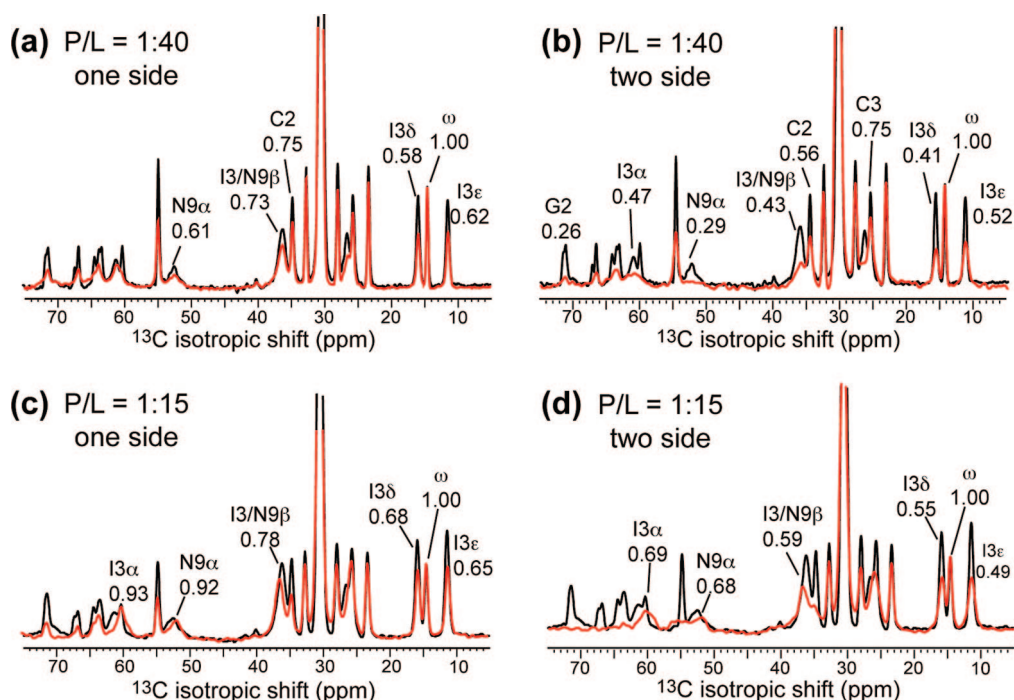 (a) P/L = 1:40
one side
C2
0.75
I3/N9β
0.73
N9α
0.61
I3δ
0.58
ω
1.00
I3ε
0.62
70 60 50 40 30 20 10
¹³C isotropic shift (ppm)
(b) P/L = 1:40
two side
G2
0.26
I3α
0.47
N9α
0.29
C2
0.56
I3/N9β
0.43
C3
0.75
I3δ
0.41
ω
1.00
I3ε
0.52
70 60 50 40 30 20 10
¹³C isotropic shift (ppm)
(c) P/L = 1:15
one side
I3α
0.93
N9α
0.92
I3/N9β
0.78
I3δ
0.68
ω
1.00
I3ε
0.65
70 60 50 40 30 20 10
¹³C isotropic shift (ppm)
(d) P/L = 1:15
two side
I3α
0.69
N9α
0.68
I3/N9β
0.59
I3δ
0.55
ω
1.00
I3ε
0.49
70 60 50 40 30 20 10
¹³C isotropic shift (ppm)